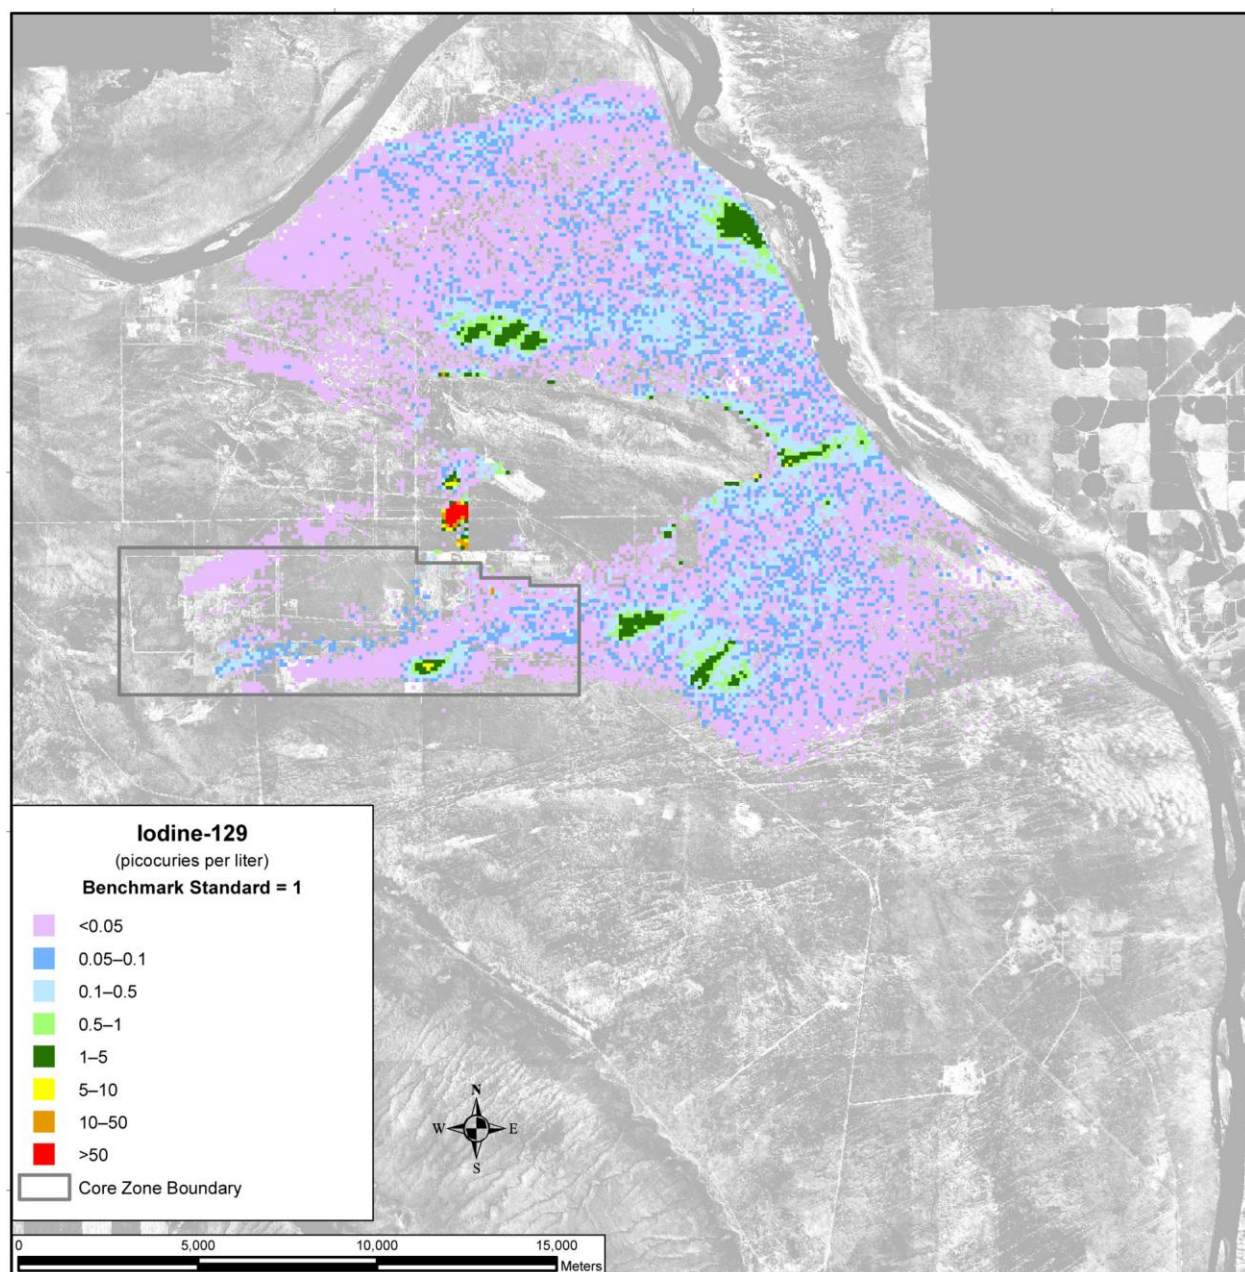 Iodine-129
(picocuries per liter)
Benchmark Standard = 1
<0.05
0.05–0.1
0.1–0.5
0.5–1
1–5
5–10
10–50
>50
Core Zone Boundary
N
W E
S
0 5,000 10,000 15,000
Meters